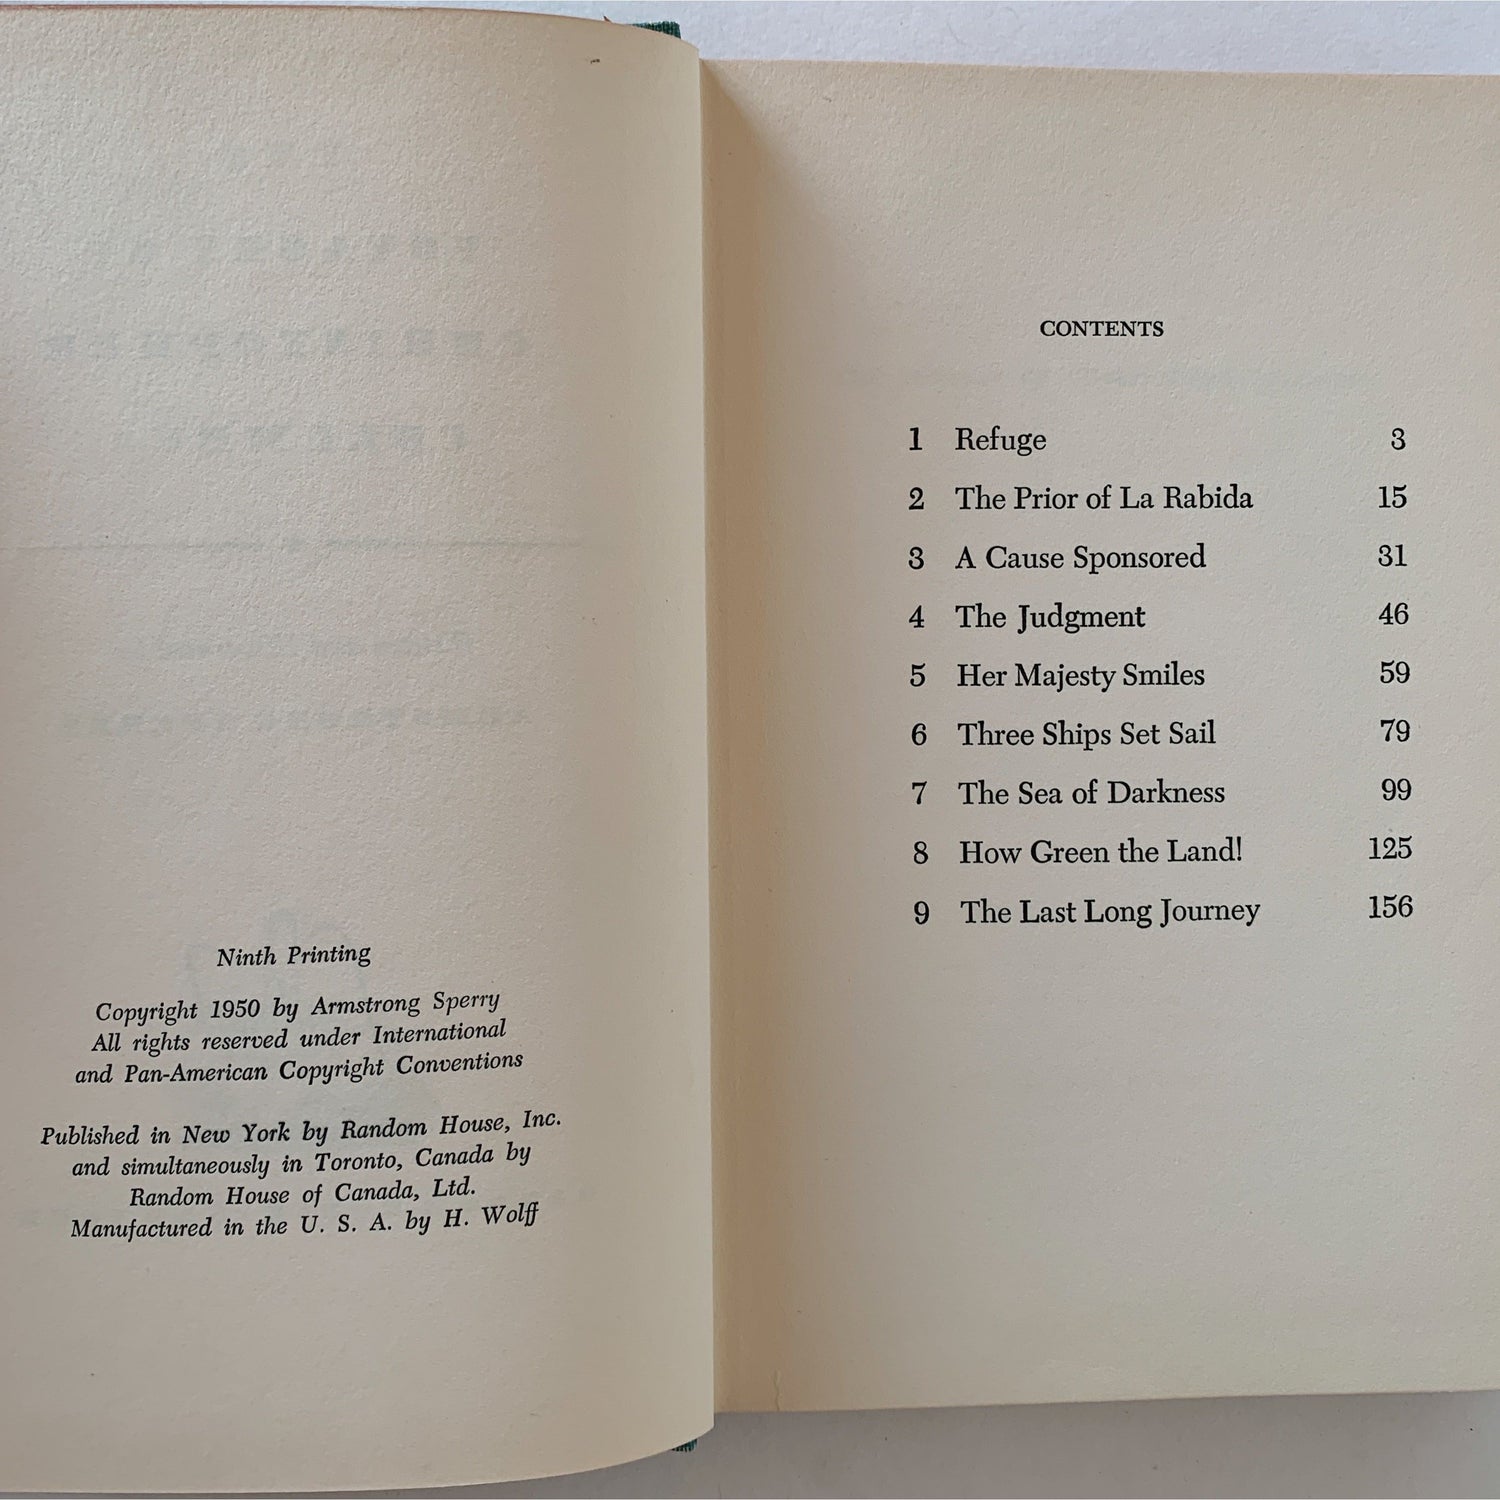 Ninth Printing
Copyright 1950 by Armstrong Sperry
All rights reserved under International
and Pan-American Copyright Conventions
Published in New York by Random House, Inc.
and simultaneously in Toronto, Canada by
Random House of Canada, Ltd.
Manufactured in the U. S. A. by H. Wolff
CONTENTS
1 Refuge 3
2 The Prior of La Rabida 15
3 A Cause Sponsored 31
4 The Judgment 46
5 Her Majesty Smiles 59
6 Three Ships Set Sail 79
7 The Sea of Darkness 99
8 How Green the Land! 125
9 The Last Long Journey 156